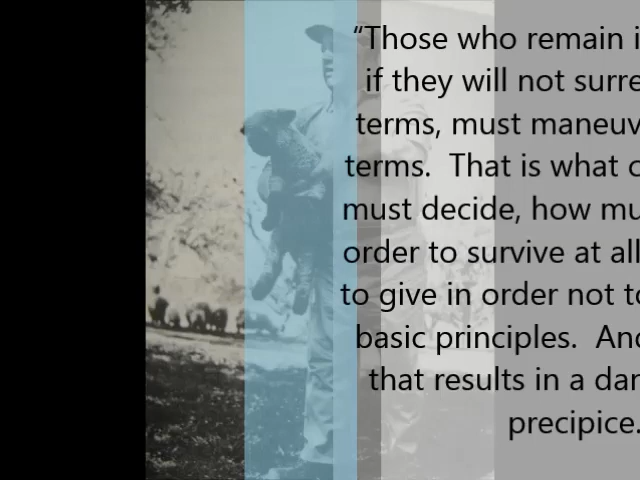 “Those who remain i
if they will not surre
terms, must maneuv
terms.  That is what c
must decide, how mu
order to survive at all
to give in order not to
basic principles.  And
that results in a dan
precipice.